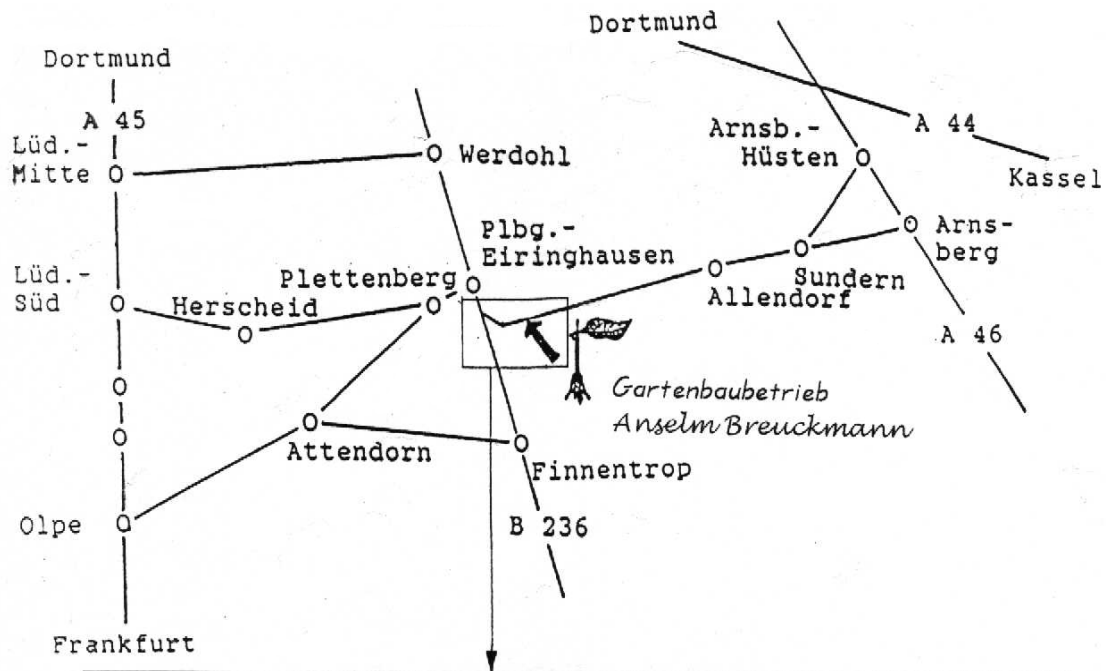 Dortmund
Dortmund
A 45
A 44
Lüd.-
Mitte
Werdohl
Arnsb.-
Hüsten
Kassel
Plbg.-
Eiringhausen
Arns-
berg
Lüd.-
Süd
Herscheid
Plettenberg
Sundern
Allendorf
A 46
Gartenbaubetrieb
Anselm Breuckmann
Attendorn
Finnentrop
Olpe
B 236
Frankfurt